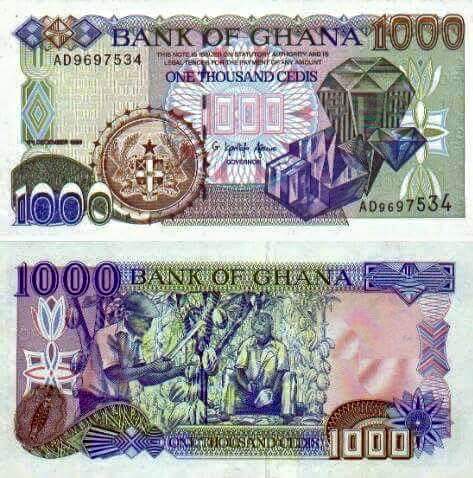 BANK OF GHANA 1000
AD9697534
THIS NOTE IS ISSUED ON STATUTORY AUTHORITY AND IS
LEGAL TENDER FOR THE PAYMENT OF ANY AMOUNT
ONE THOUSAND CEDIS
1000
DECEMBER
GOVERNOR
1000
AD9697534
1000 BANK OF GHANA
ONE THOUSAND CEDIS
1000